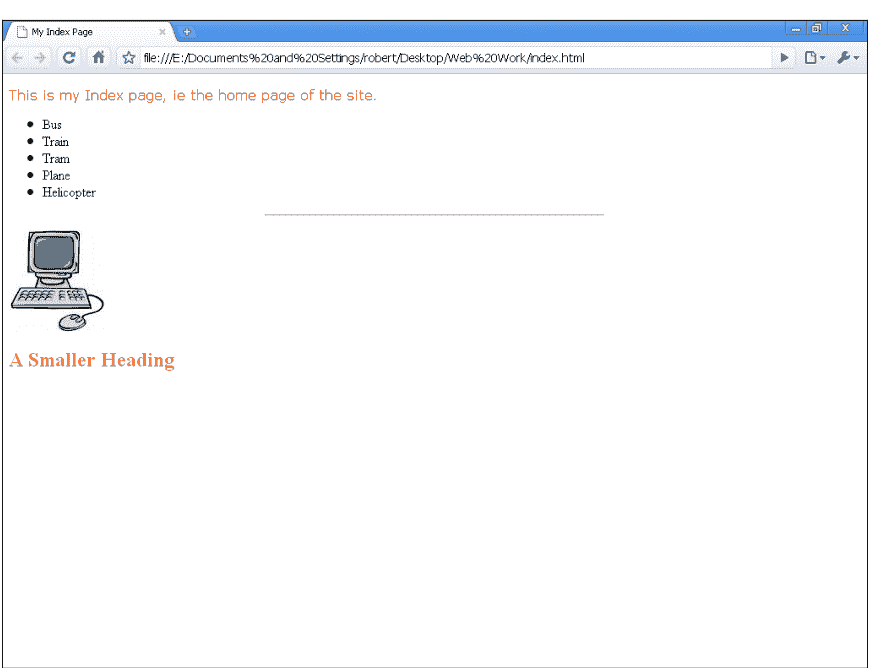 My Index Page
file:///E:/Documents%20and%20Settings/robert/Desktop/Web%20Work/index.html
This is my Index page, ie the home page of the site.
Bus
Train
Tram
Plane
Helicopter
A Smaller Heading